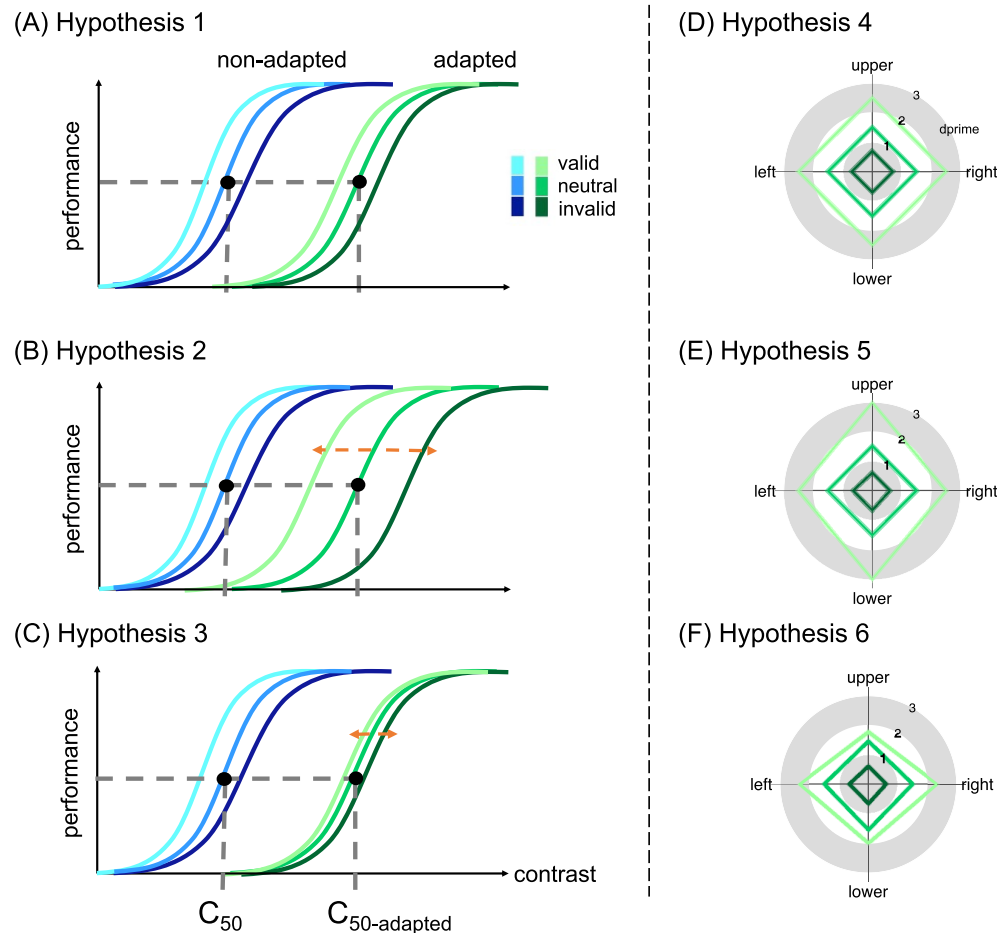 (A) Hypothesis 1
non-adapted
adapted
performance
valid
neutral
invalid
(B) Hypothesis 2
performance
(C) Hypothesis 3
performance
contrast
C50
C50-adapted
(D) Hypothesis 4
upper
3
2
dprime
1
left
right
lower
(E) Hypothesis 5
upper
3
2
1
left
right
lower
(F) Hypothesis 6
upper
3
2
1
left
right
lower